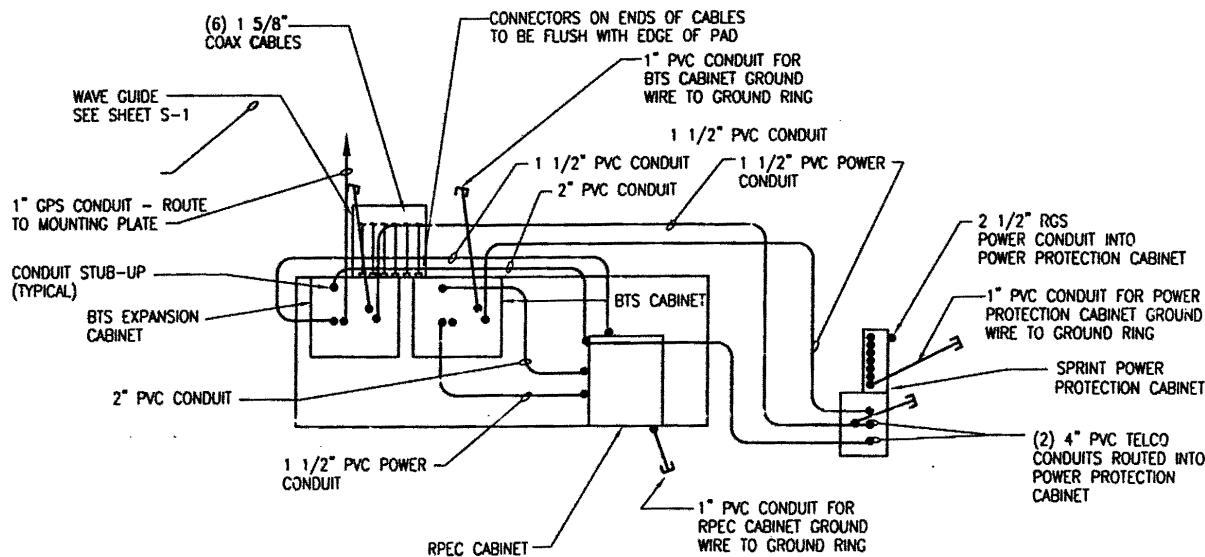 (6) 1 5/8"
COAX CABLES
CONNECTORS ON ENDS OF CABLES
TO BE FLUSH WITH EDGE OF PAD
1" PVC CONDUIT FOR
BTS CABINET GROUND
WIRE TO GROUND RING
WAVE GUIDE
SEE SHEET S-1
1 1/2" PVC CONDUIT
1 1/2" PVC CONDUIT
1 1/2" PVC POWER
CONDUIT
2" PVC CONDUIT
1" GPS CONDUIT - ROUTE
TO MOUNTING PLATE
2 1/2" RGS
POWER CONDUIT INTO
POWER PROTECTION CABINET
CONDUIT STUB-UP
(TYPICAL)
BTS EXPANSION
CABINET
BTS CABINET
1" PVC CONDUIT FOR POWER
PROTECTION CABINET GROUND
WIRE TO GROUND RING
SPRINT POWER
PROTECTION CABINET
2" PVC CONDUIT
(2) 4" PVC TELCO
CONDUITS ROUTED INTO
POWER PROTECTION
CABINET
1 1/2" PVC POWER
CONDUIT
1" PVC CONDUIT FOR
RPEC CABINET GROUND
WIRE TO GROUND RING
RPEC CABINET